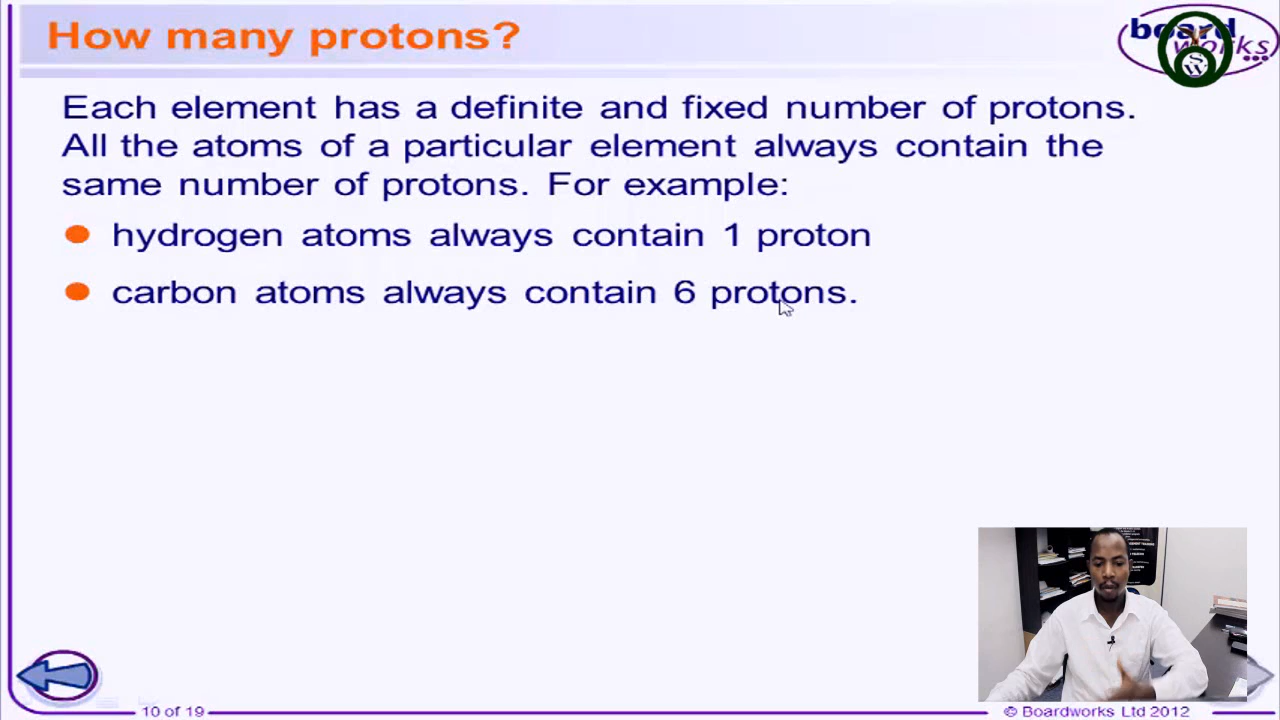 How many protons?
board
works
Each element has a definite and fixed number of protons.
All the atoms of a particular element always contain the
same number of protons. For example:
hydrogen atoms always contain 1 proton
carbon atoms always contain 6 protons.
10 of 19
© Boardworks Ltd 2012